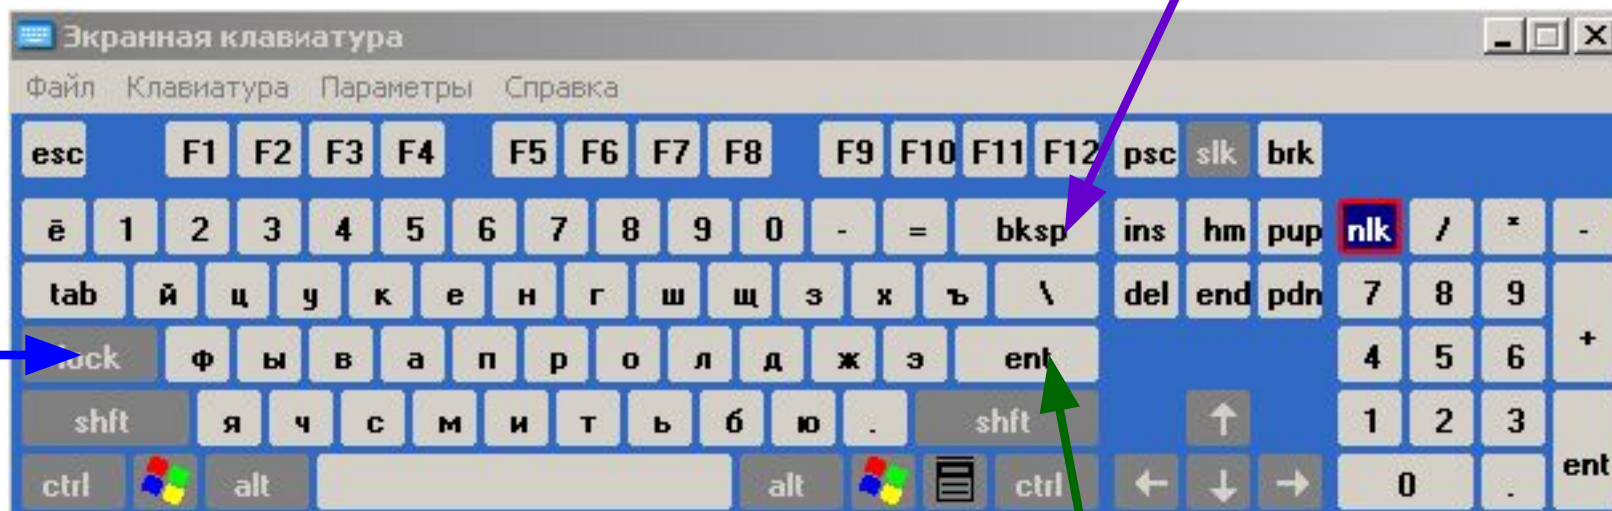 Экранная клавиатура
Файл Клавиатура Параметры Справка
esc F1 F2 F3 F4 F5 F6 F7 F8 F9 F10 F11 F12 psc slk brk
ё 1 2 3 4 5 6 7 8 9 0 - = bksp ins hm pup nlk / * -
tab й ц у к е н г ш щ з х ъ \ del end pdn 7 8 9
lock ф ы в а п р о л д ж э ent 4 5 6 +
shft я ч с м и т ь б ю . shft ↑ 1 2 3
ctrl alt alt ctrl ← ↓ → 0 . ent